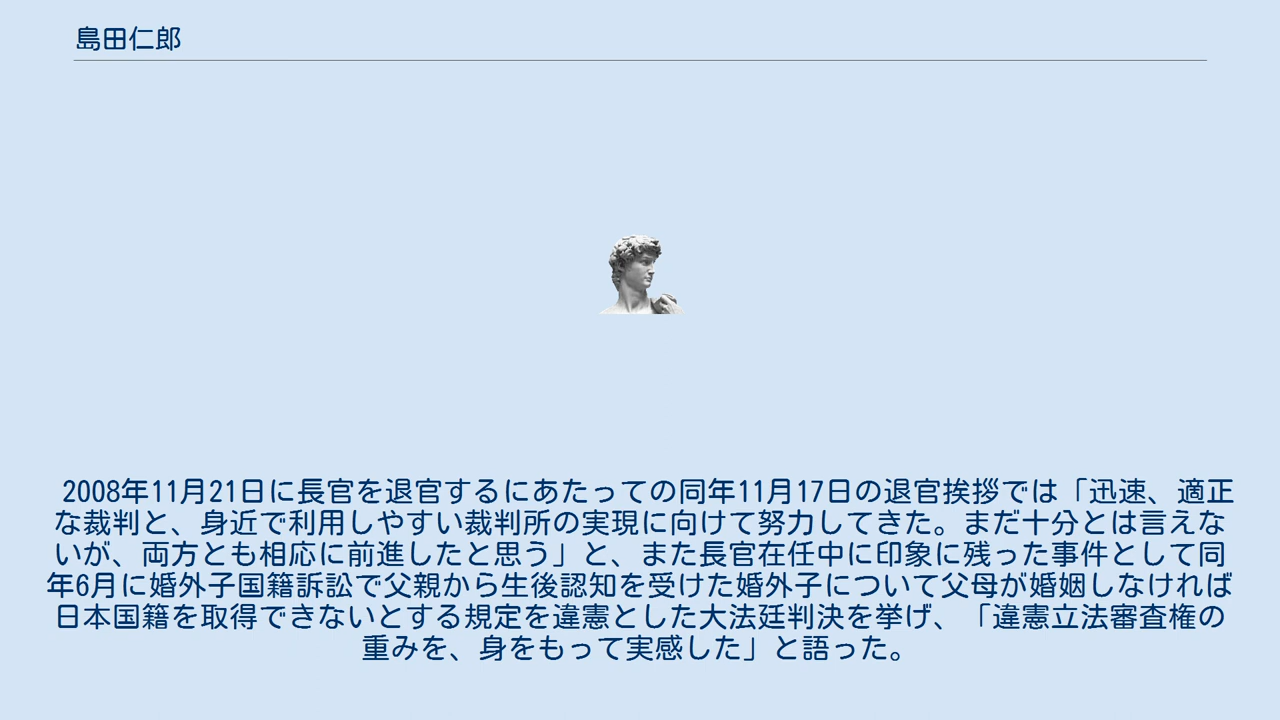 島田仁郎
2008年11月21日に長官を退官するにあたっての同年11月17日の退官挨拶では「迅速、適正
な裁判と、身近で利用しやすい裁判所の実現に向けて努力してきた。まだ十分とは言えな
いが、両方とも相応に前進したと思う」と、また長官在任中に印象に残った事件として同
年6月に婚外子国籍訴訟で父親から生後認知を受けた婚外子について父母が婚姻しなければ
日本国籍を取得できないとする規定を違憲とした大法廷判決を挙げ、「違憲立法審査権の
重みを、身をもって実感した」と語った。